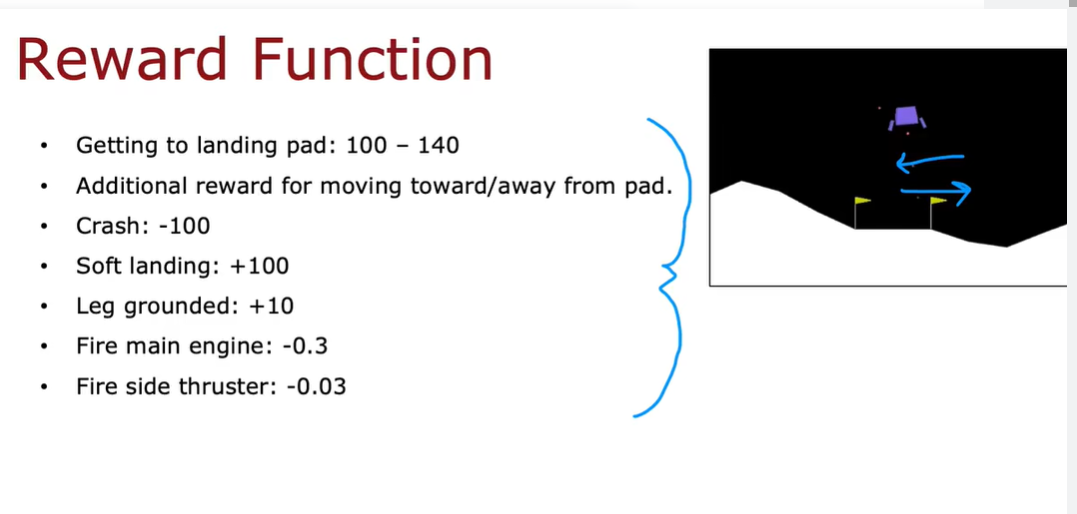 Reward Function
• Getting to landing pad: 100 – 140
• Additional reward for moving toward/away from pad.
• Crash: -100
• Soft landing: +100
• Leg grounded: +10
• Fire main engine: -0.3
• Fire side thruster: -0.03